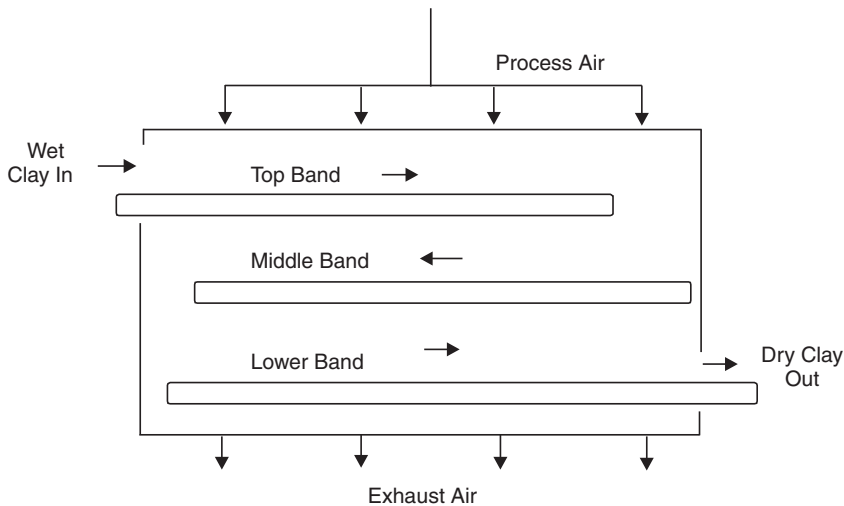 Process Air
Wet
Clay In
Top Band
Middle Band
Lower Band
Dry Clay
Out
Exhaust Air